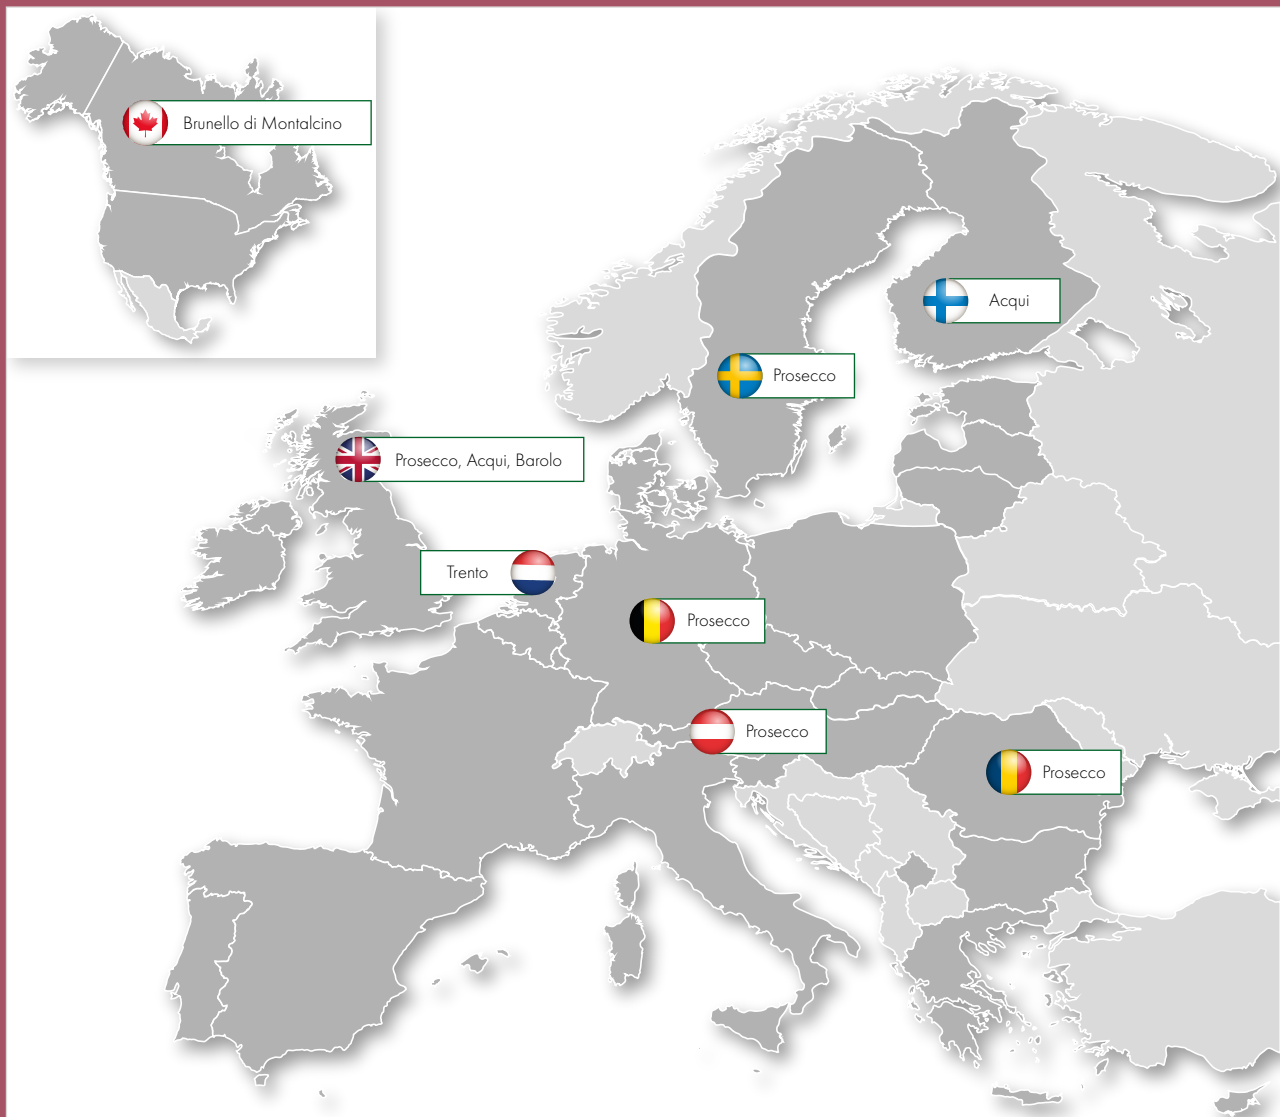 Brunello di Montalcino
Acqui
Prosecco
Prosecco, Acqui, Barolo
Trento
Prosecco
Prosecco
Prosecco